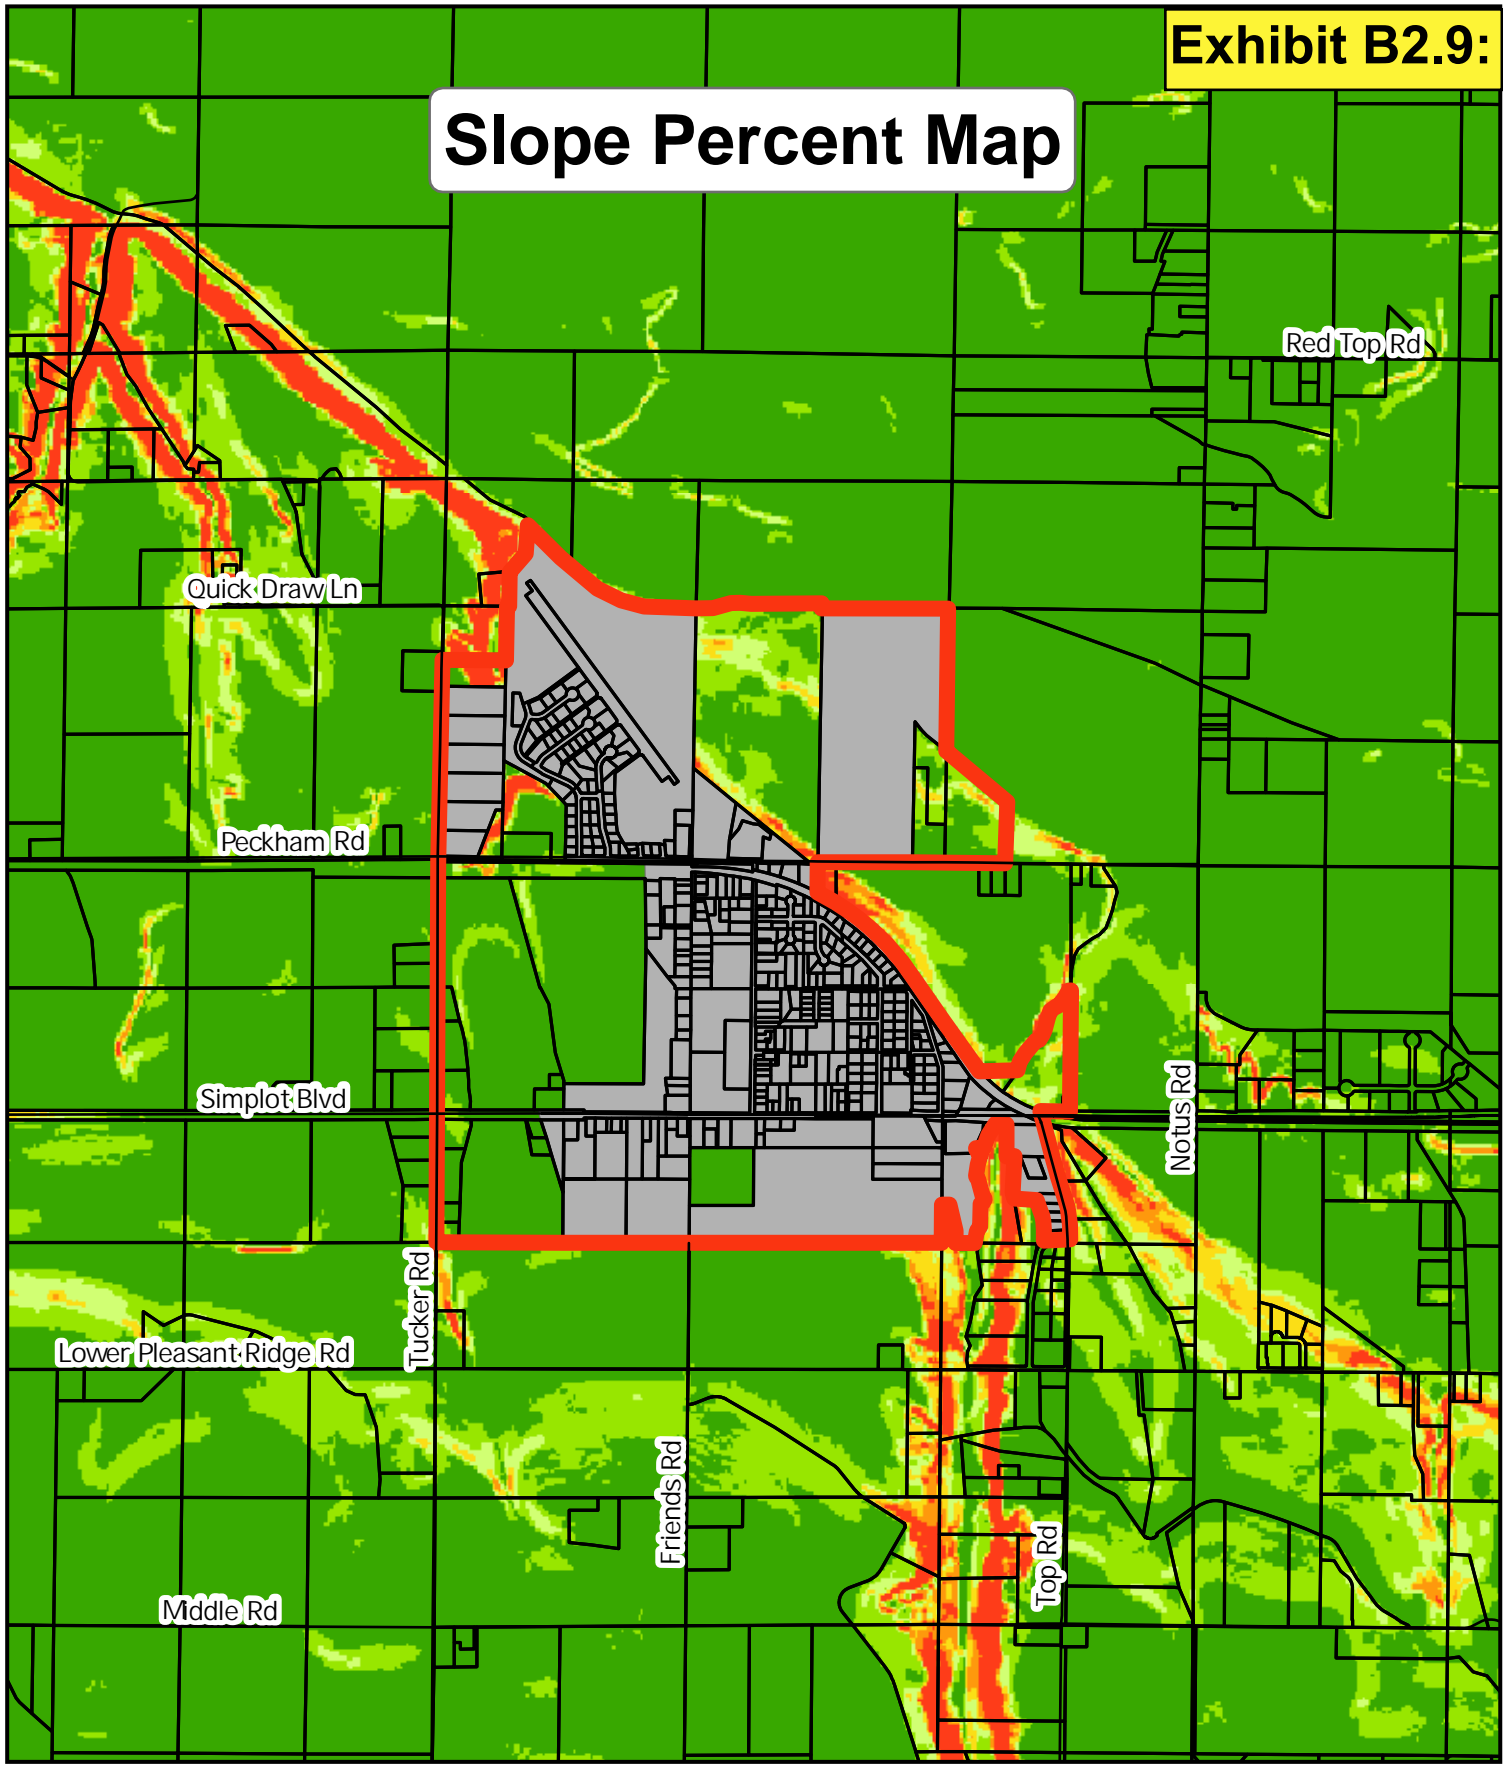 Exhibit B2.9:
Slope Percent Map
Red Top Rd
Quick Draw Ln
Peckham Rd
Simplot Blvd
Notus Rd
Tucker Rd
Lower Pleasant Ridge Rd
Friends Rd
Top Rd
Middle Rd